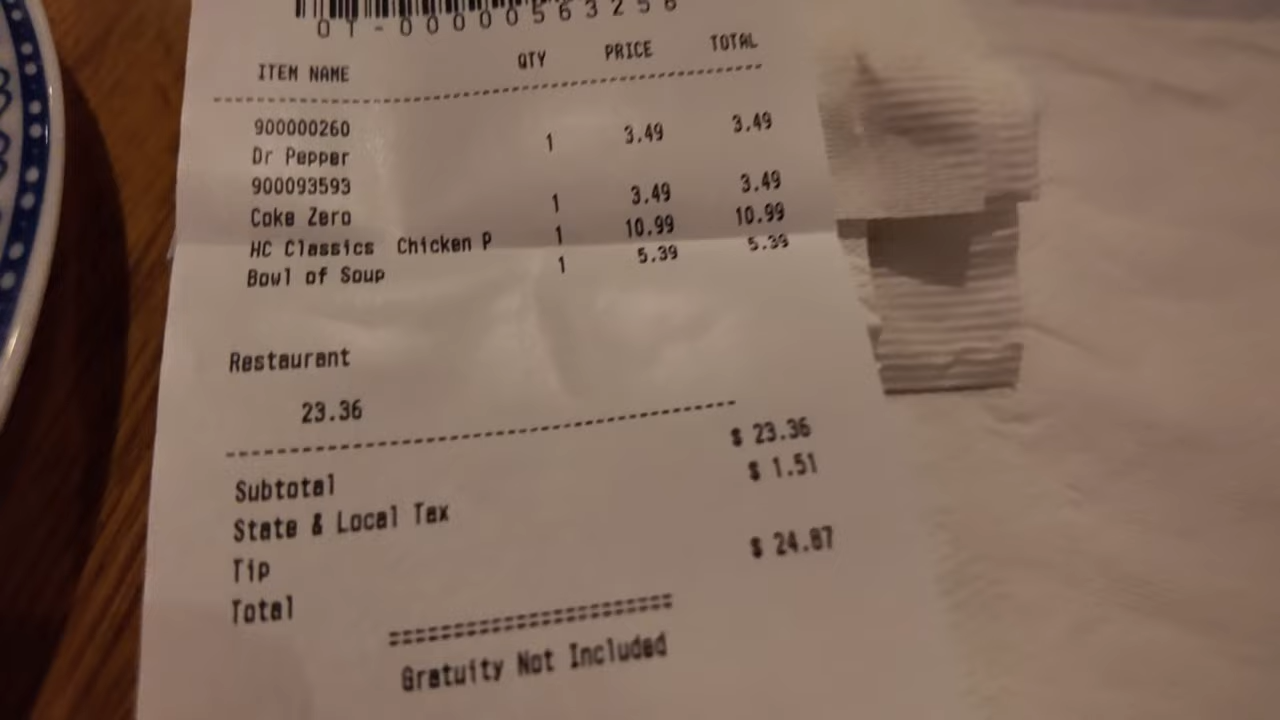 01-0000563256
ITEM NAME QTY PRICE TOTAL
900000260
Dr Pepper 1 3.49 3.49
900093593
Coke Zero 1 3.49 3.49
HC Classics Chicken P 1 10.99 10.99
Bowl of Soup 1 5.39 5.39
Restaurant
23.36
Subtotal $ 23.36
State & Local Tax $ 1.51
Tip
Total $ 24.87
Gratuity Not Included